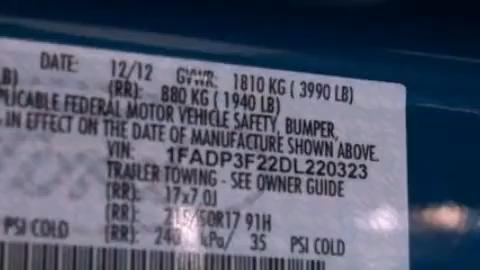 DATE: 12/12 GVWR: 1810 KG ( 3990 LB)
B) (RR): 880 KG ( 1940 LB)
PLICABLE FEDERAL MOTOR VEHICLE SAFETY, BUMPER,
IN EFFECT ON THE DATE OF MANUFACTURE SHOWN ABOVE.
VIN: 1FADP3F22DL220323
TRAILER TOWING - SEE OWNER GUIDE
(RR): 17x7.0J
(RR): 215/50R17 91H
PSI COLD (RR): 240 kPa/ 35 PSI COLD